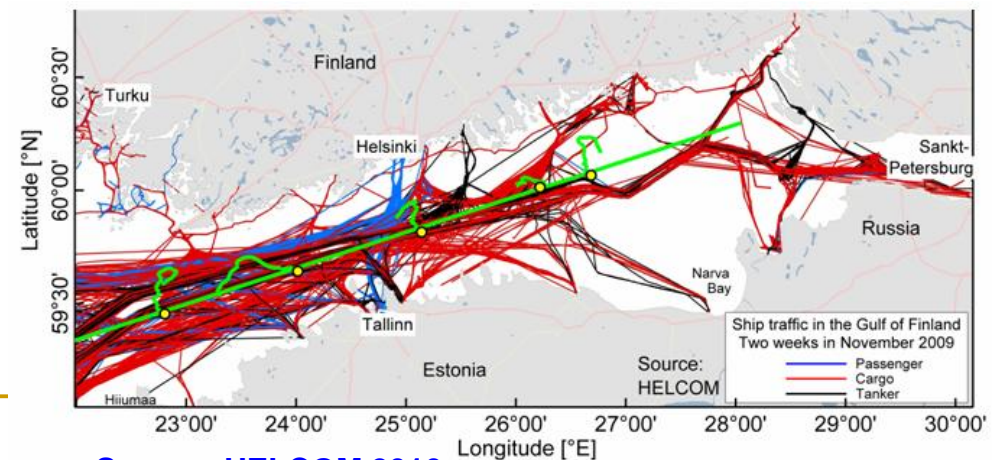 Finland
60°30'
Turku
Helsinki
Sankt-
Petersburg
Latitude [°N]
60°00'
Russia
Narva
Bay
59°30'
Tallinn
Ship traffic in the Gulf of Finland
Two weeks in November 2009
Passenger
Cargo
Tanker
Estonia
Source:
HELCOM
Hiiumaa
23°00' 24°00' 25°00' 26°00' 27°00' 28°00' 29°00' 30°00'
Longitude [°E]